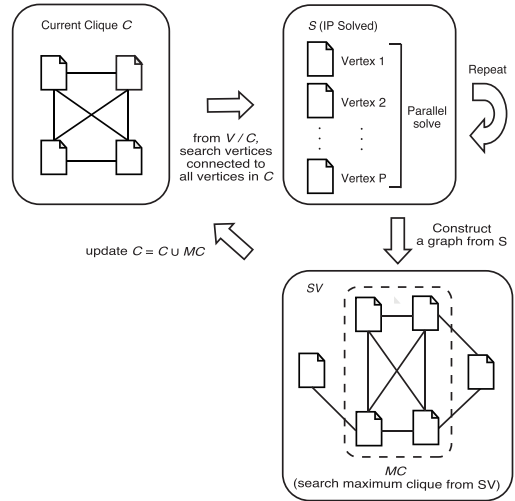 Current Clique C
S (IP Solved)
Vertex 1
Vertex 2
Vertex P
Parallel
solve
Repeat
from V / C,
search vertices
connected to
all vertices in C
Construct
a graph from S
update C = C ∪ MC
SV
MC
(search maximum clique from SV)